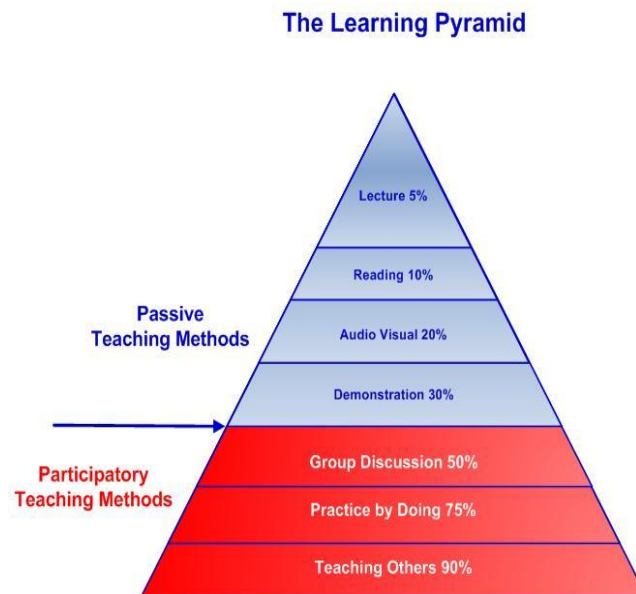 The Learning Pyramid
Lecture 5%
Reading 10%
Passive
Teaching Methods
Audio Visual 20%
Demonstration 30%
Participatory
Teaching Methods
Group Discussion 50%
Practice by Doing 75%
Teaching Others 90%